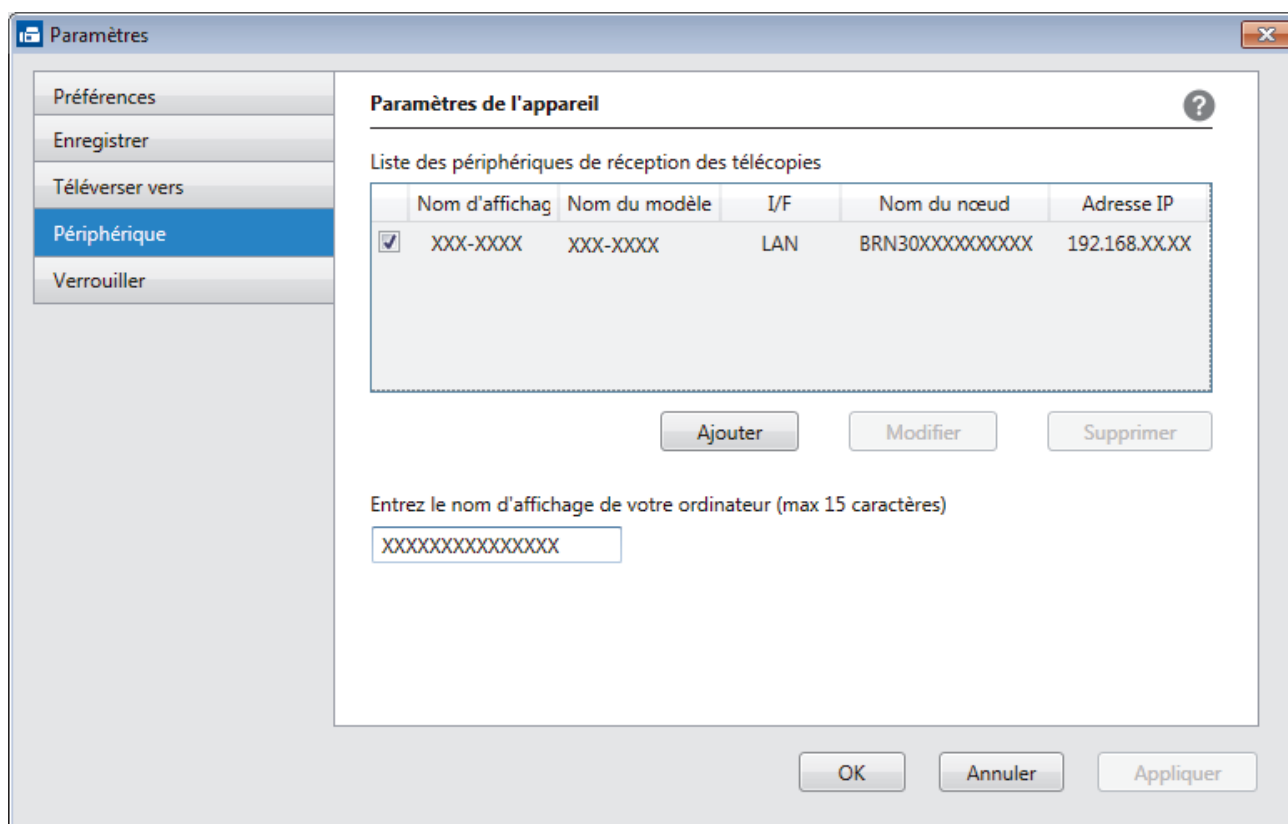 Paramètres
Préférences
Enregistrer
Téléverser vers
Périphérique
Verrouiller
Paramètres de l'appareil
?
Liste des périphériques de réception des télécopies
Nom d'affichag Nom du modèle I/F Nom du nœud Adresse IP
XXX-XXXX XXX-XXXX LAN BRN30XXXXXXXXXX 192.168.XX.XX
Ajouter Modifier Supprimer
Entrez le nom d'affichage de votre ordinateur (max 15 caractères)
XXXXXXXXXXXXXXX
OK Annuler Appliquer